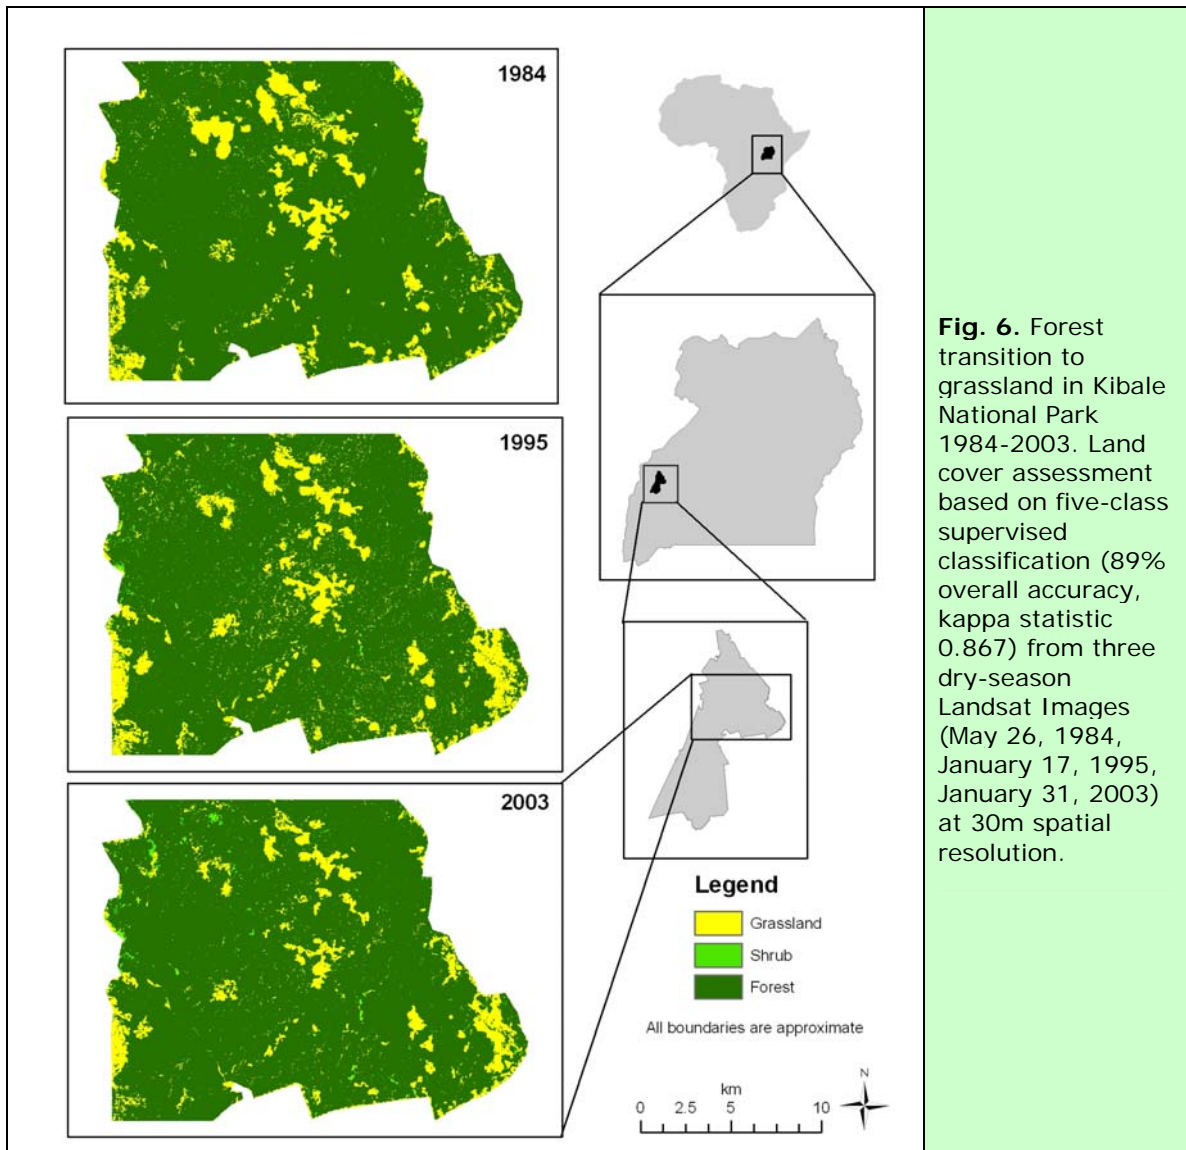 1984
1995
2003
Legend
Grassland
Shrub
Forest
All boundaries are approximate
N
km
0 2.5 5 10
Fig. 6. Forest
transition to
grassland in Kibale
National Park
1984-2003. Land
cover assessment
based on five-class
supervised
classification (89%
overall accuracy,
kappa statistic
0.867) from three
dry-season
Landsat Images
(May 26, 1984,
January 17, 1995,
January 31, 2003)
at 30m spatial
resolution.